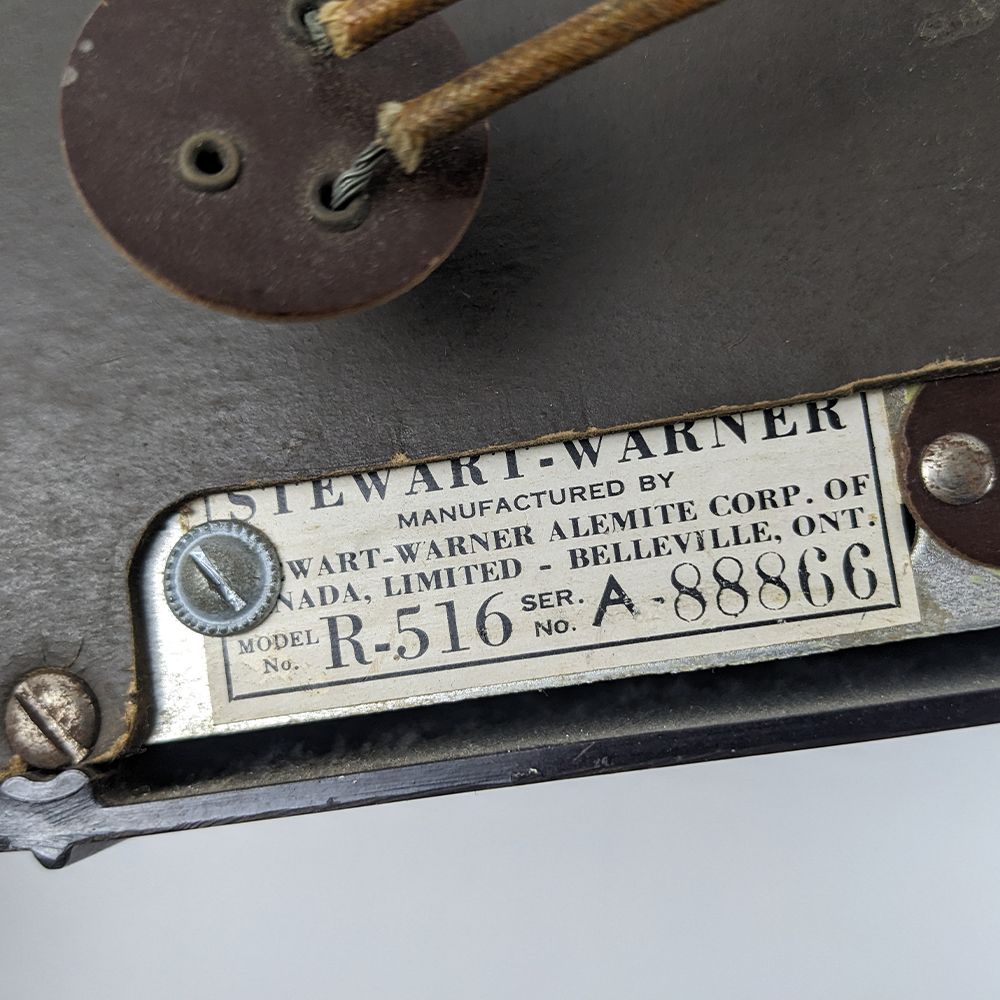 STEWART-WARNER
MANUFACTURED BY
WART-WARNER ALEMITE CORP. OF
NADA, LIMITED - BELLEVILLE, ONT.
MODEL No. R-516 SER. No. A-88866